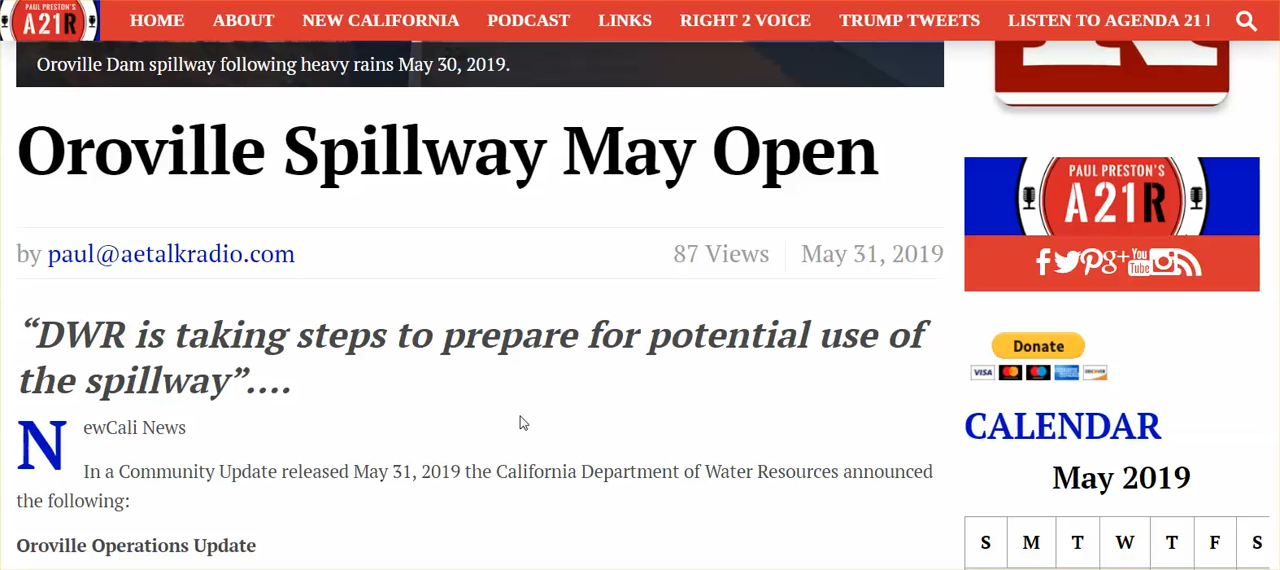 PAUL PRESTON'S
A21R
HOME ABOUT NEW CALIFORNIA PODCAST LINKS RIGHT 2 VOICE TRUMP TWEETS LISTEN TO AGENDA 21
Oroville Dam spillway following heavy rains May 30, 2019.
Oroville Spillway May Open
by paul@aetalkradio.com 87 Views May 31, 2019
“DWR is taking steps to prepare for potential use of
the spillway”....
NewCali News
In a Community Update released May 31, 2019 the California Department of Water Resources announced
the following:
Oroville Operations Update
PAUL PRESTON'S
A21R
You
Tube
Donate
VISA DISCOVER
CALENDAR
May 2019
S M T W T F S